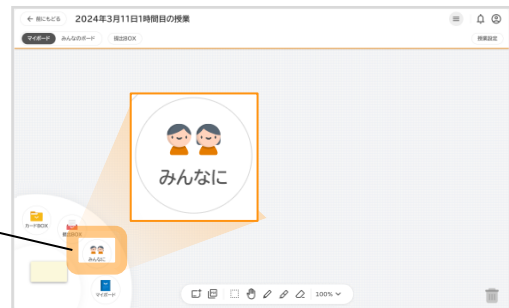 ← 前にもどる 2024年3月11日1時間目の授業
マイボード みんなのボード 提出BOX 授業設定
みんなに
カードBOX
提出BOX
みんなに
マイボード
100%